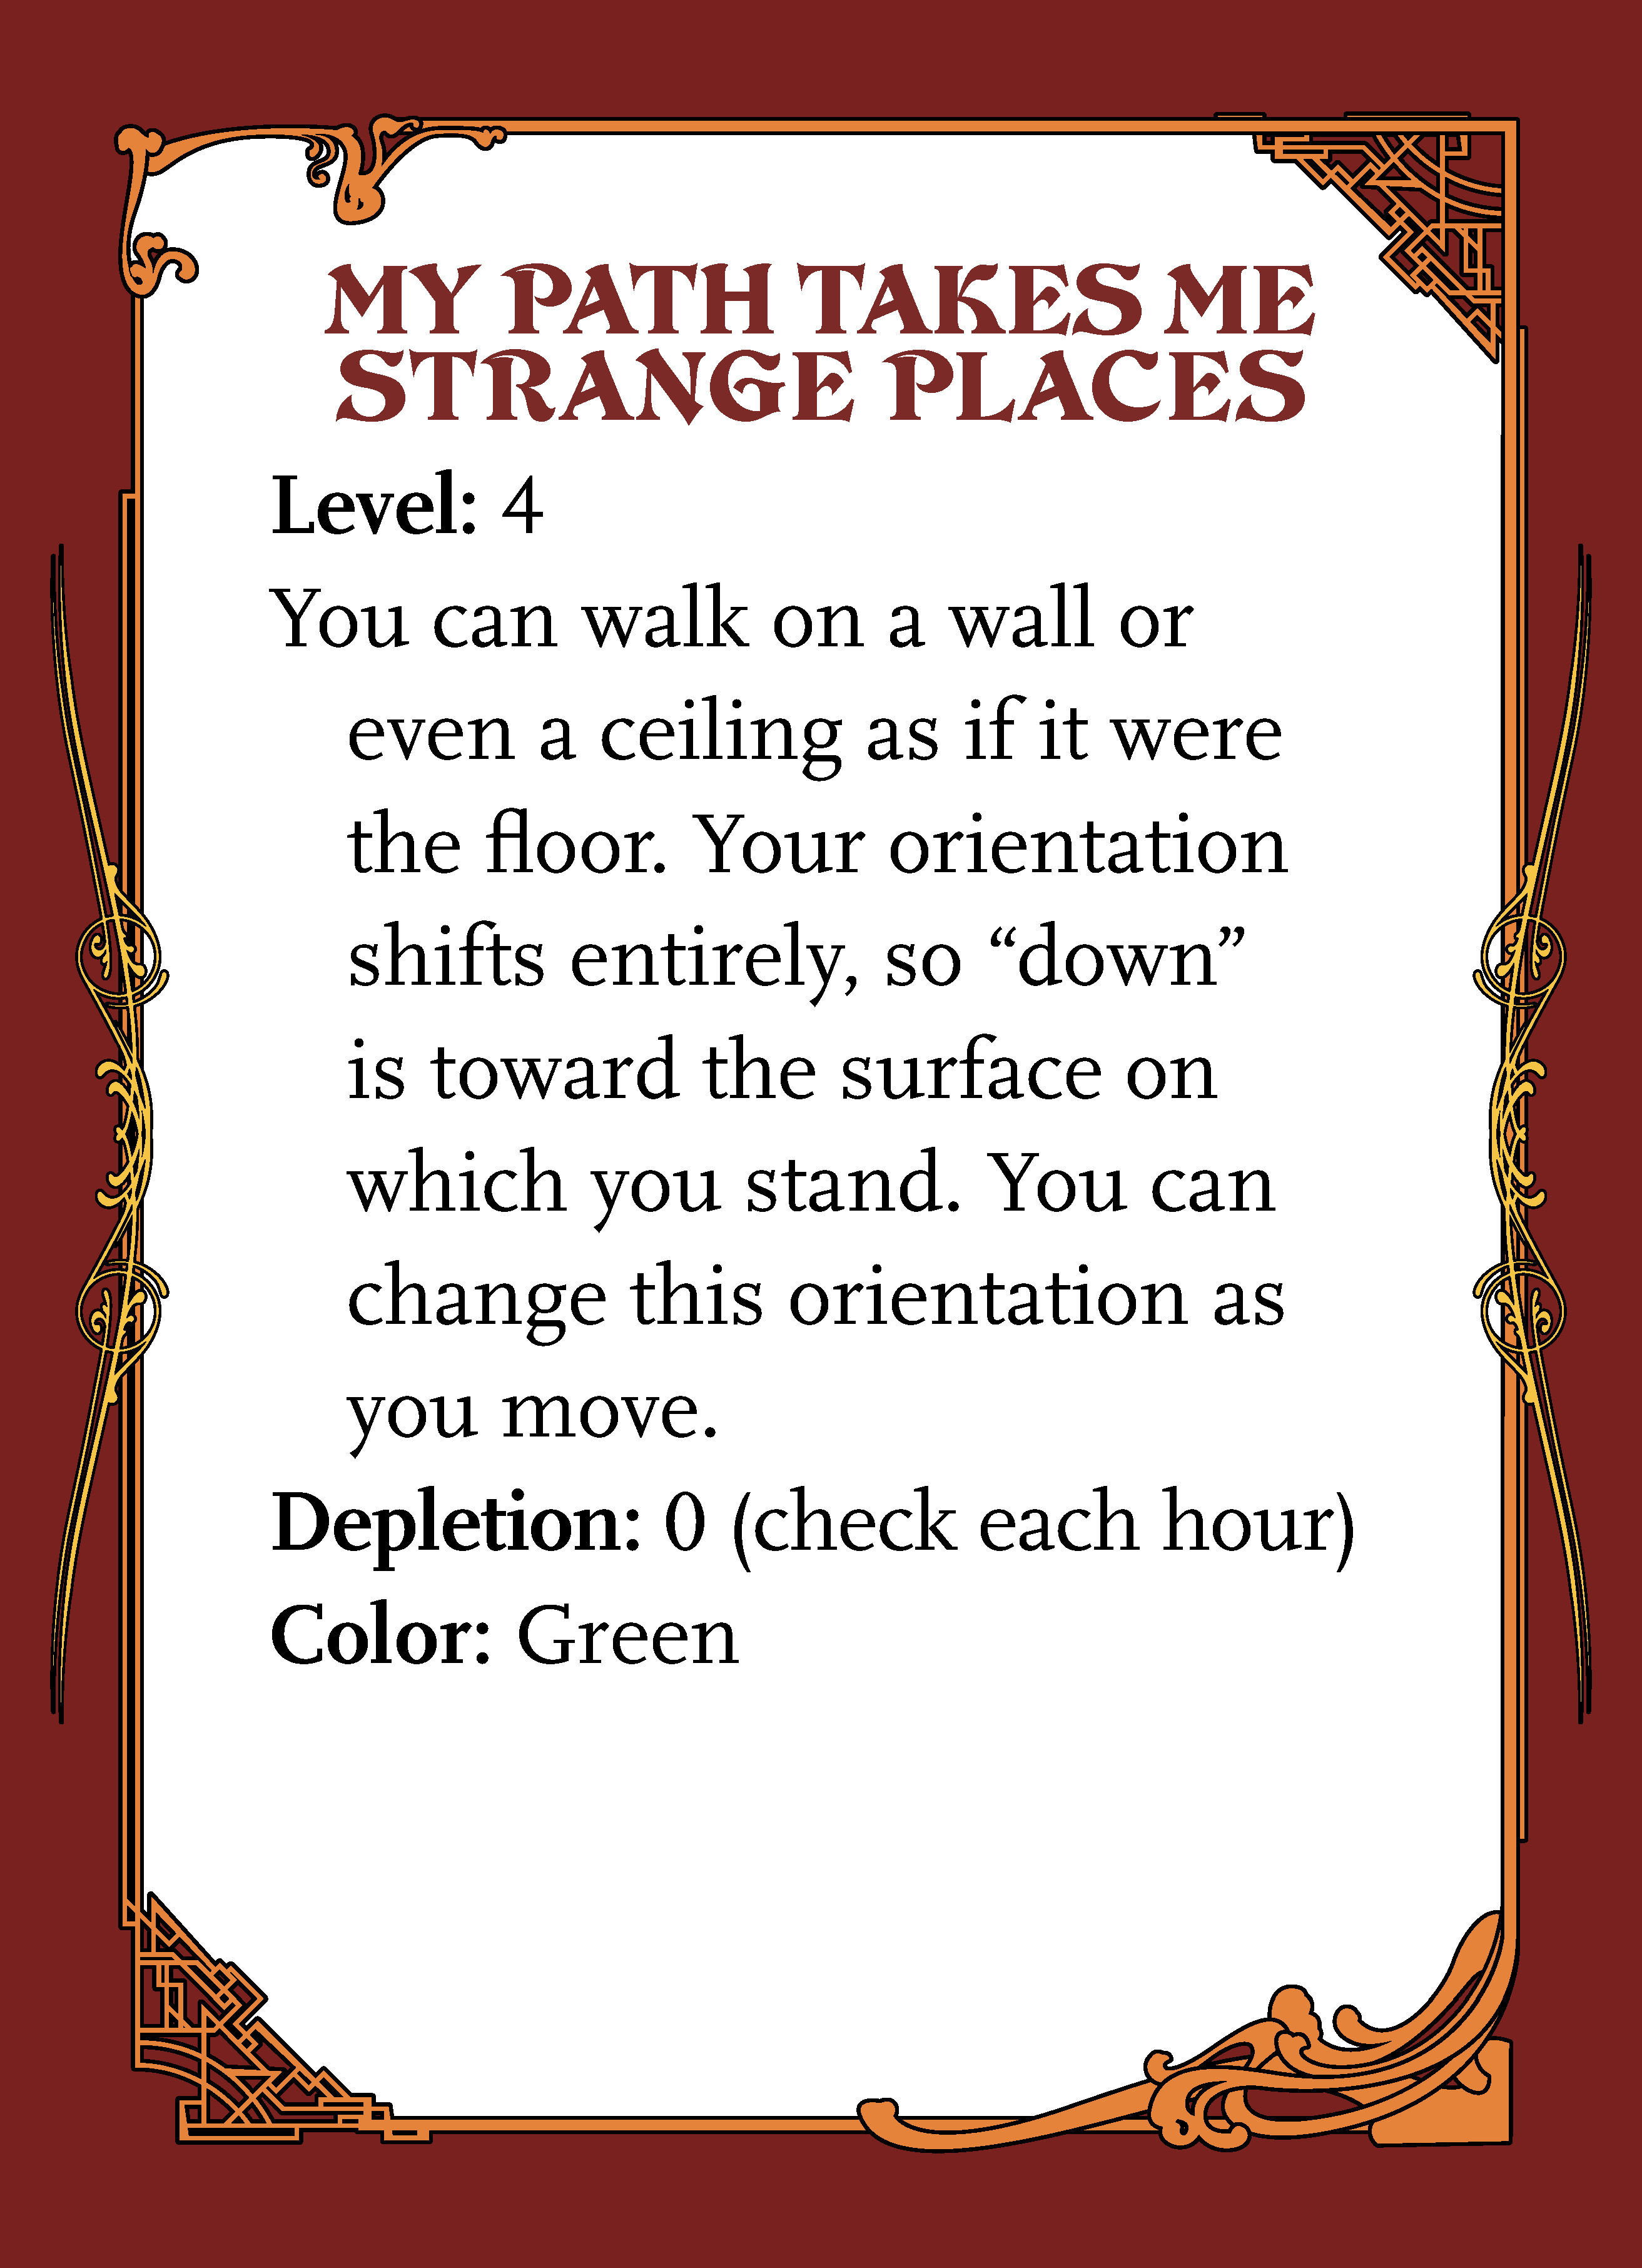 MY PATH TAKES ME
STRANGE PLACES
Level: 4
You can walk on a wall or
even a ceiling as if it were
the floor. Your orientation
shifts entirely, so “down”
is toward the surface on
which you stand. You can
change this orientation as
you move.
Depletion: 0 (check each hour)
Color: Green